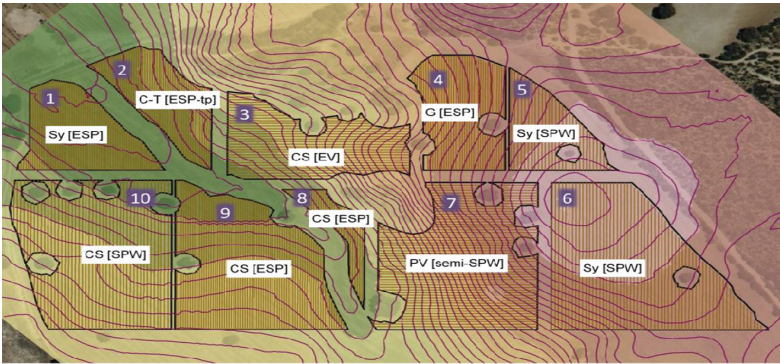 1
Sy [ESP]
2
C-T [ESP-tp]
3
CS [EV]
4
G [ESP]
5
Sy [SPW]
10
CS [SPW]
9
CS [ESP]
8
CS [ESP]
7
PV [semi-SPW]
6
Sy [SPW]